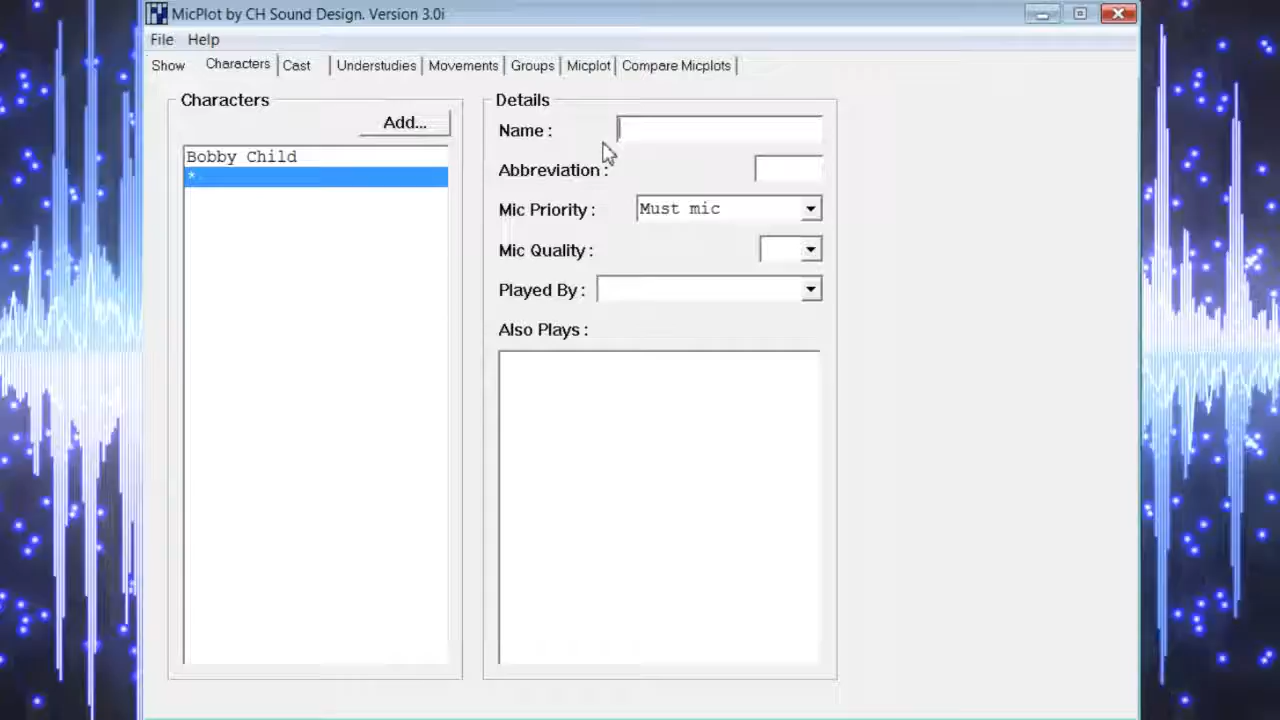 MicPlot by CH Sound Design. Version 3.0i
File Help
Show Characters Cast Understudies Movements Groups Micplot Compare Micplots
Characters
Add...
Bobby Child
*
Details
Name :
Abbreviation :
Mic Priority : Must mic
Mic Quality :
Played By :
Also Plays :